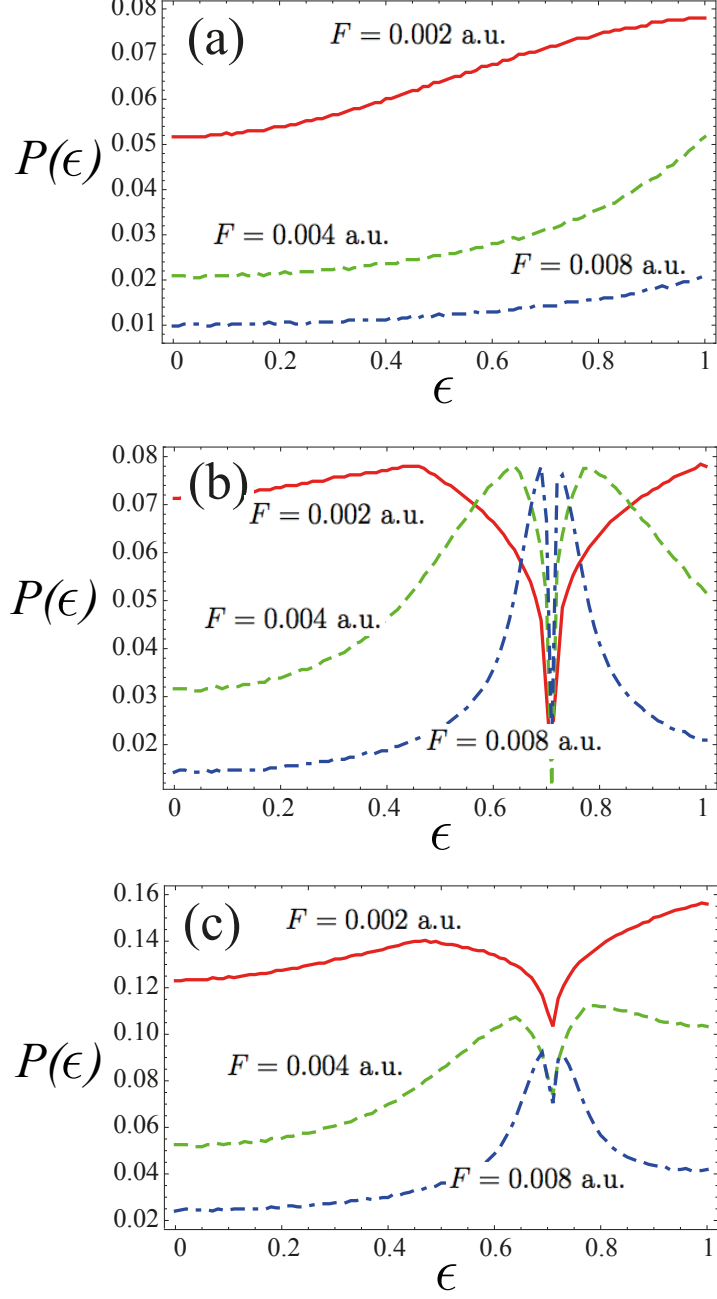 0.08
(a)
F = 0.002 a.u.
0.07
0.06
P(ϵ)
0.05
0.04
F = 0.004 a.u.
0.03
F = 0.008 a.u.
0.02
0.01
0 0.2 0.4 0.6 0.8 1
ϵ
0.08
(b)
0.07
F = 0.002 a.u.
0.06
P(ϵ)
0.05
F = 0.004 a.u.
0.04
0.03
F = 0.008 a.u.
0.02
0 0.2 0.4 0.6 0.8 1
ϵ
0.16
(c)
F = 0.002 a.u.
0.14
0.12
0.10
P(ϵ)
F = 0.004 a.u.
0.08
0.06
0.04
F = 0.008 a.u.
0.02
0 0.2 0.4 0.6 0.8 1
ϵ